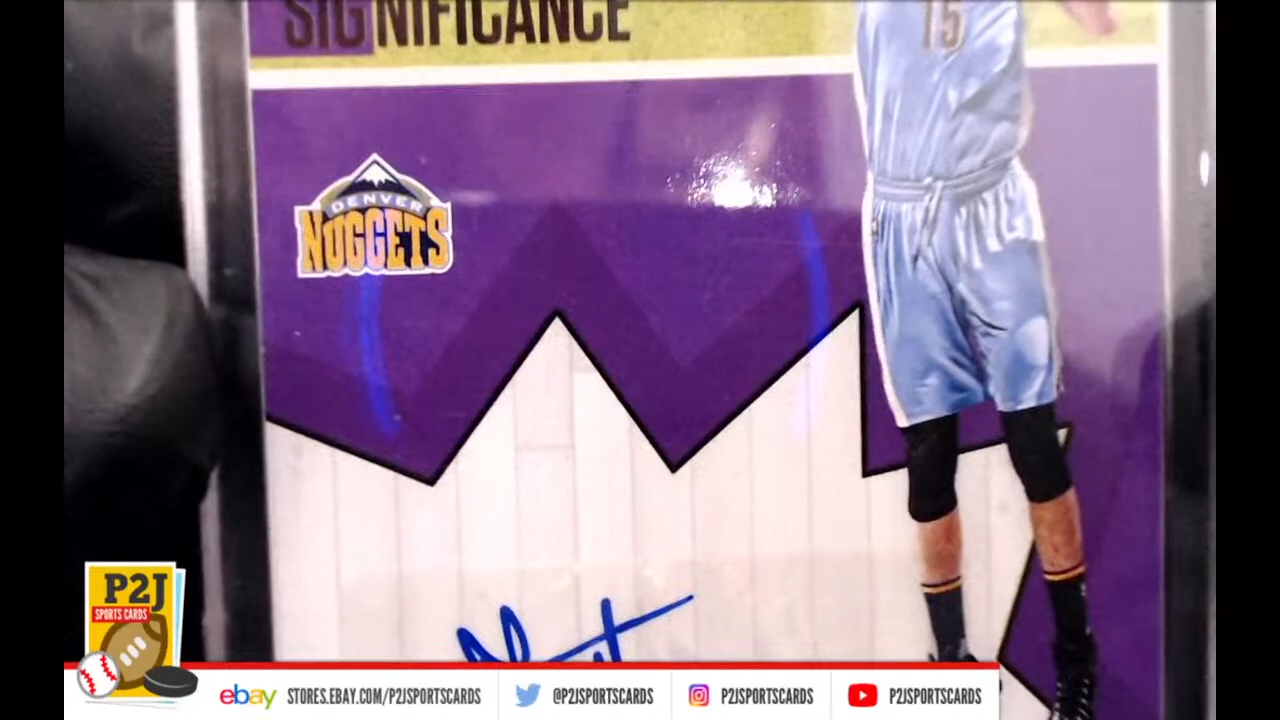 SIGNIFICANCE
15
DENVER
NUGGETS
P2J
SPORTS CARDS
ebay STORES.EBAY.COM/P2JSPORTSCARDS @P2JSPORTSCARDS P2JSPORTSCARDS P2JSPORTSCARDS